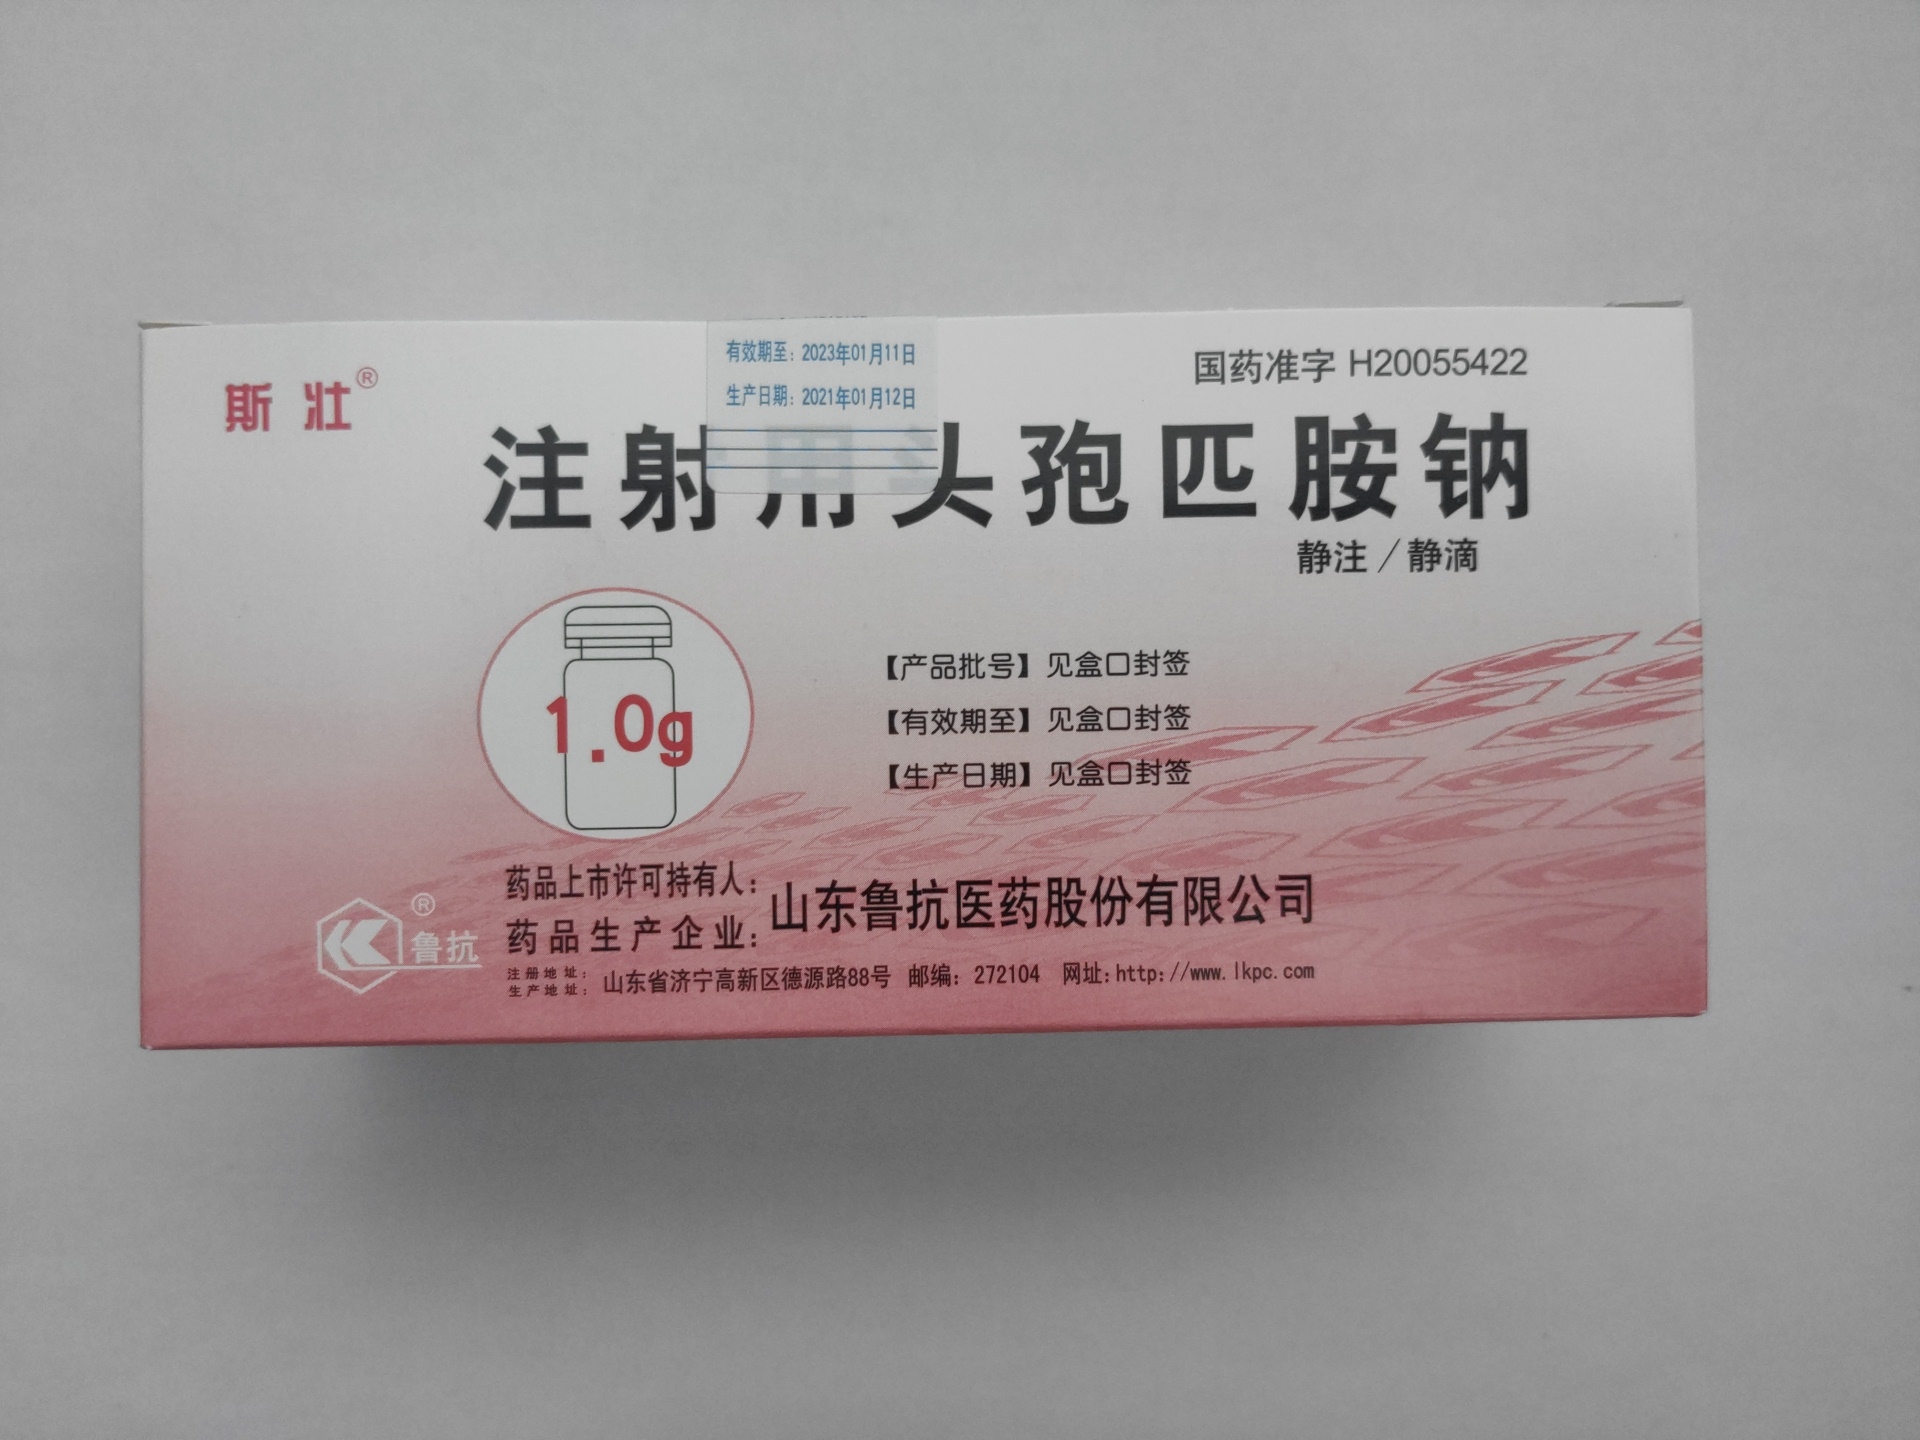 有效期至：2023年01月11日
生产日期：2021年01月12日
斯壮®
国药准字 H20055422
注射用头孢匹胺钠
静注／静滴
1.0g
【产品批号】见盒口封签
【有效期至】见盒口封签
【生产日期】见盒口封签
®
鲁抗
药品上市许可持有人：
药品生产企业：
山东鲁抗医药股份有限公司
注册地址：
生产地址：
山东省济宁高新区德源路88号 邮编：272104 网址：http://www.lkpc.com